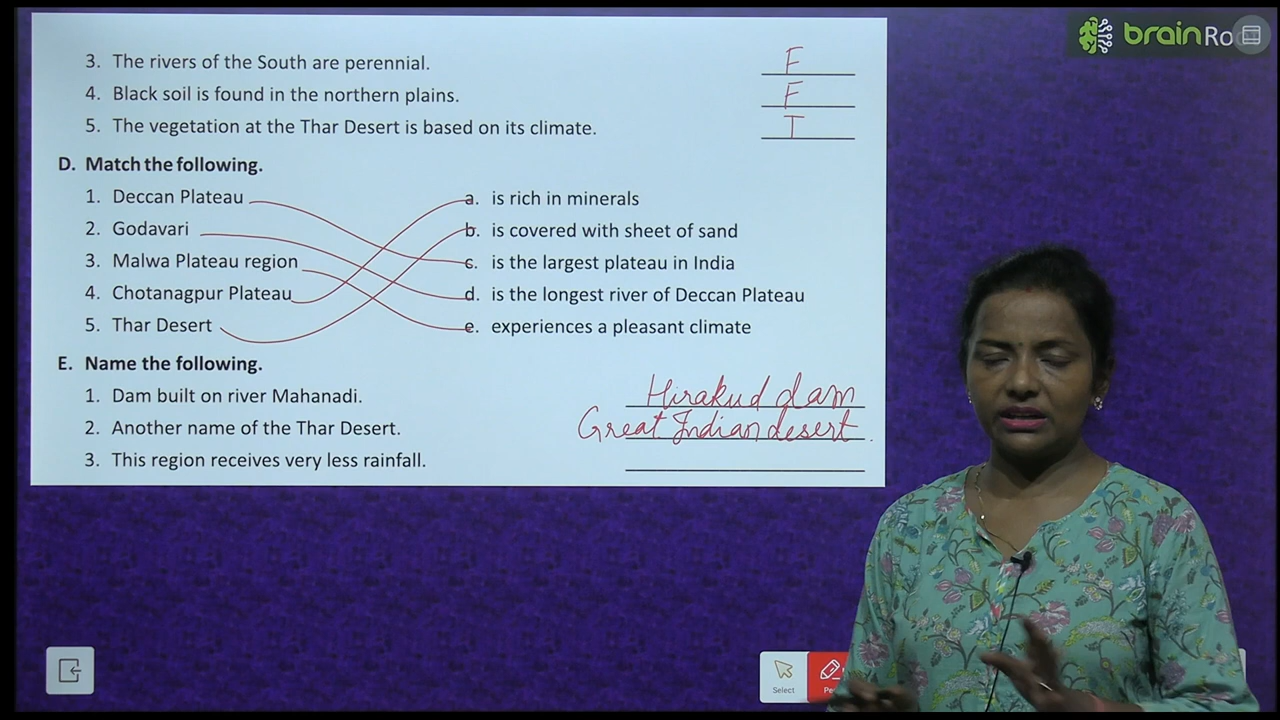 brainRo
3. The rivers of the South are perennial. F
4. Black soil is found in the northern plains. F
5. The vegetation at the Thar Desert is based on its climate. T
D. Match the following.
1. Deccan Plateau a. is rich in minerals
2. Godavari b. is covered with sheet of sand
3. Malwa Plateau region c. is the largest plateau in India
4. Chotanagpur Plateau d. is the longest river of Deccan Plateau
5. Thar Desert e. experiences a pleasant climate
E. Name the following.
1. Dam built on river Mahanadi. Hirakud dam
2. Another name of the Thar Desert. Great Indian desert.
3. This region receives very less rainfall.
Select